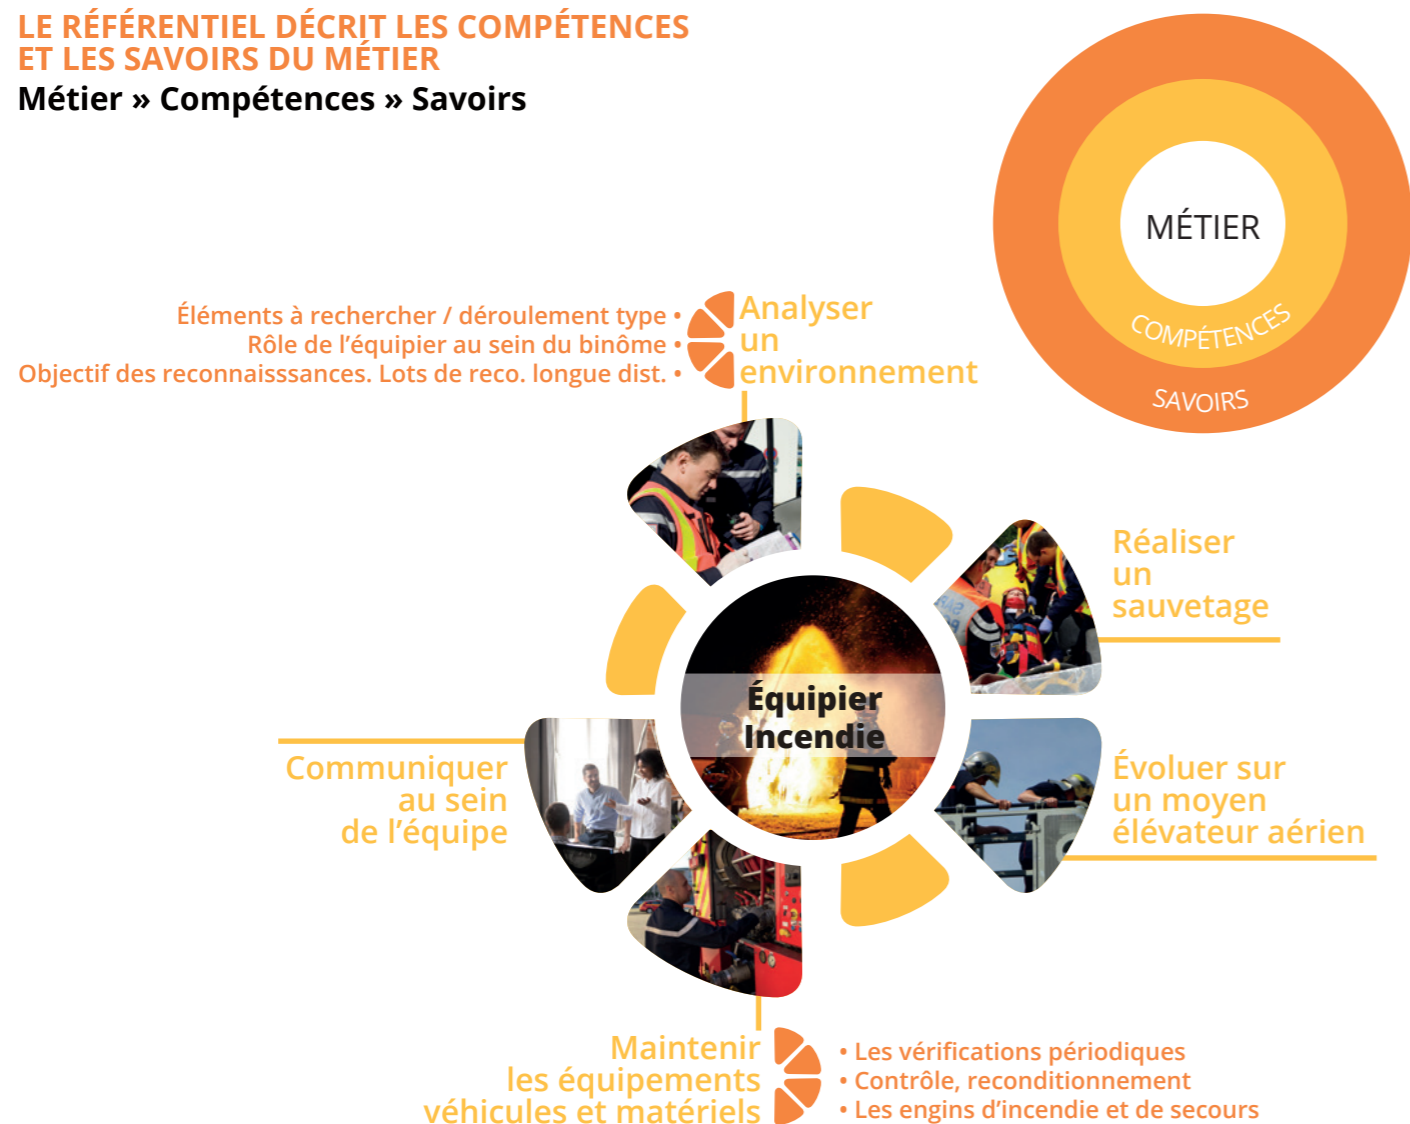 LE RÉFÉRENTIEL DÉCRIT LES COMPÉTENCES
ET LES SAVOIRS DU MÉTIER
Métier » Compétences » Savoirs
MÉTIER
COMPÉTENCES
SAVOIRS
Éléments à rechercher / déroulement type •
Rôle de l’équipier au sein du binôme •
Objectif des reconnaisssances. Lots de reco. longue dist. •
Analyser
un
environnement
Réaliser
un
sauvetage
Équipier
Incendie
Communiquer
au sein
de l’équipe
Évoluer sur
un moyen
élévateur aérien
Maintenir
les équipements
véhicules et matériels
• Les vérifications périodiques
• Contrôle, reconditionnement
• Les engins d’incendie et de secours